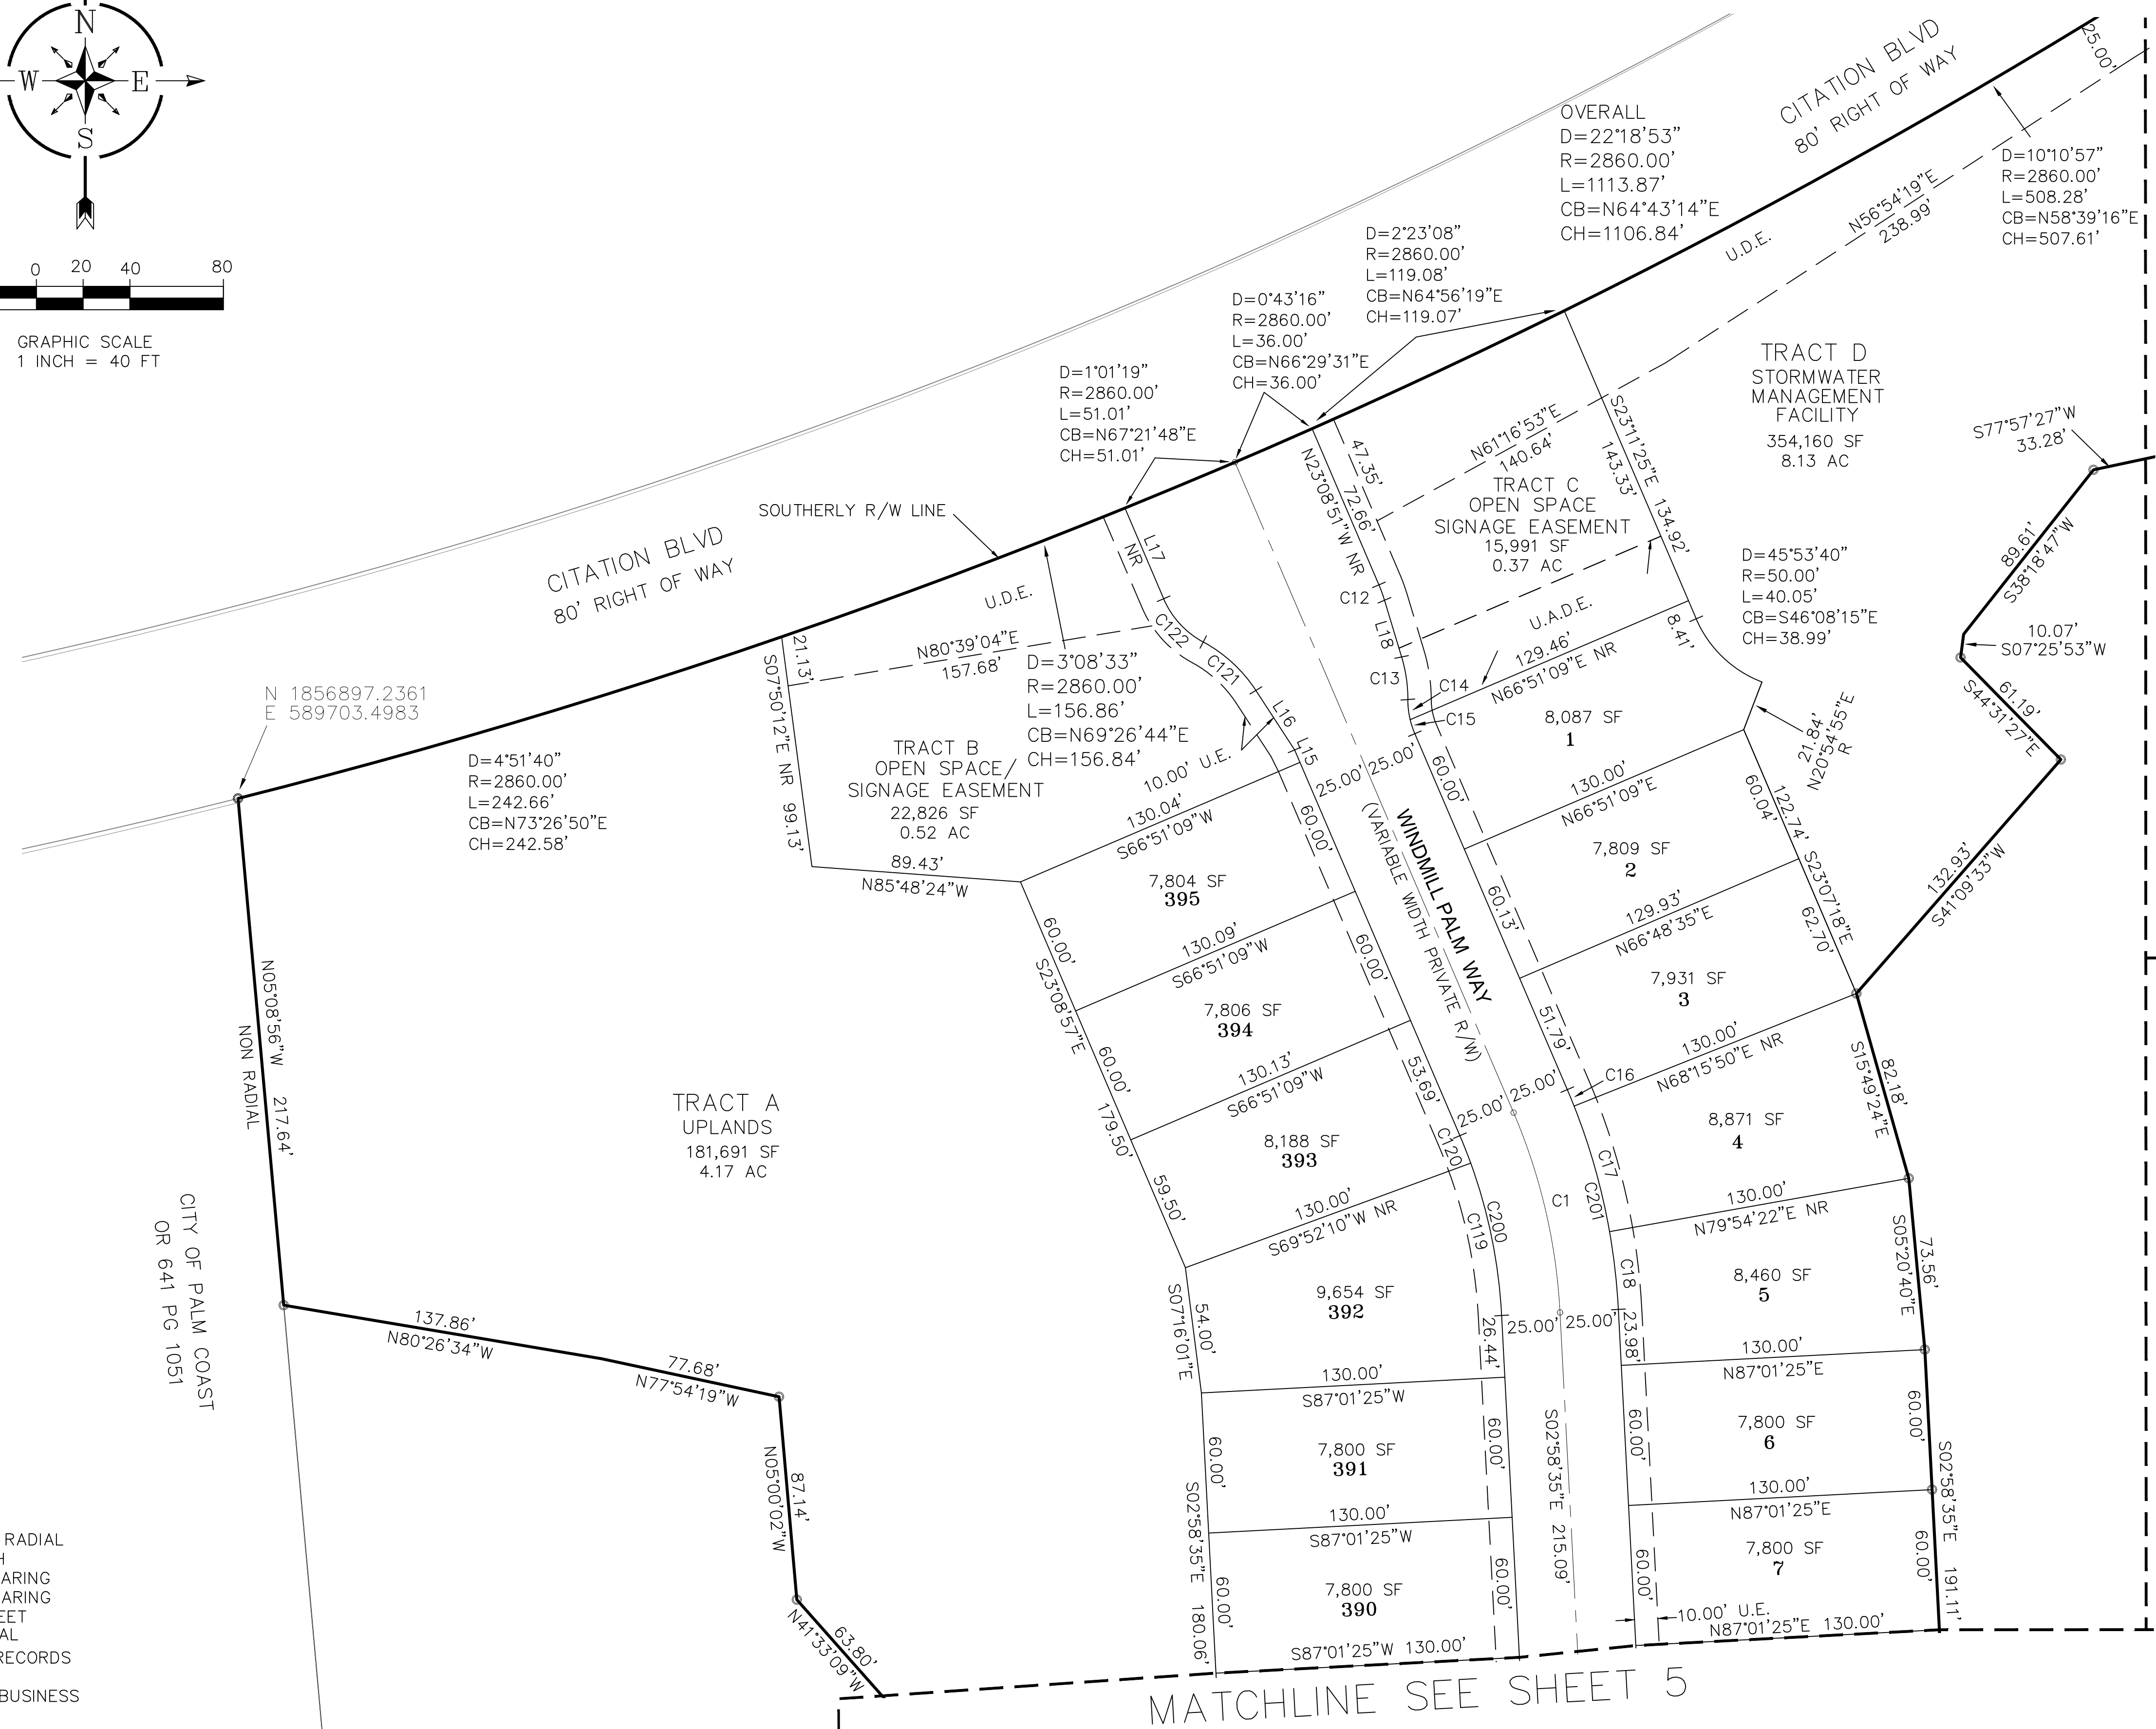 N
W
E
S
0 20 40 80
GRAPHIC SCALE
1 INCH = 40 FT
CITATION BLVD
80' RIGHT OF WAY
25.00'
OVERALL
D=22°18'53"
R=2860.00'
L=1113.87'
CB=N64°43'14"E
CH=1106.84'
D=10°10'57"
R=2860.00'
L=508.28'
CB=N58°39'16"E
CH=507.61'
N56°54'19"E
238.99'
U.D.E.
D=2°23'08"
R=2860.00'
L=119.08'
CB=N64°56'19"E
CH=119.07'
D=0°43'16"
R=2860.00'
L=36.00'
CB=N66°29'31"E
CH=36.00'
D=1°01'19"
R=2860.00'
L=51.01'
CB=N67°21'48"E
CH=51.01'
SOUTHERLY R/W LINE
CITATION BLVD
80' RIGHT OF WAY
U.D.E.
N80°39'04"E
157.68'
D=3°08'33"
R=2860.00'
L=156.86'
CB=N69°26'44"E
CH=156.84'
21.13'
S07°50'12"E NR 99.13'
N 1856897.2361
E 589703.4983
D=4°51'40"
R=2860.00'
L=242.66'
CB=N73°26'50"E
CH=242.58'
TRACT B
OPEN SPACE/
SIGNAGE EASEMENT
22,826 SF
0.52 AC
89.43'
N85°48'24"W
L17
NR
C122
C121
L16
L15
10.00' U.E.
130.04'
S66°51'09"W
47.35'
N23°08'51"W NR
72.66'
C12
L18
C13
C14
C15
N61°16'53"E
140.64'
TRACT C
OPEN SPACE
SIGNAGE EASEMENT
15,991 SF
0.37 AC
U.A.D.E.
129.46'
N66°51'09"E NR
S23°11'25"E 134.92'
143.33'
8.41'
TRACT D
STORMWATER
MANAGEMENT
FACILITY
354,160 SF
8.13 AC
D=45°53'40"
R=50.00'
L=40.05'
CB=S46°08'15"E
CH=38.99'
S77°57'27"W
33.28'
89.61'
S38°18'47"W
10.07'
S07°25'53"W
61.19'
S44°31'27"E
132.93'
S41°09'33"W
21.84'
N20°54'55"E
R
8,087 SF
1
130.00'
N66°51'09"E
60.00'
60.04'
122.74'
S23°07'18"E
7,809 SF
2
129.93'
N66°48'35"E
60.13'
62.70'
7,931 SF
3
130.00'
N68°15'50"E NR
51.79'
C16
82.18'
S15°49'24"E
8,871 SF
4
130.00'
N79°54'22"E NR
C17
C201
C18
73.56'
S05°20'40"E
8,460 SF
5
23.98'
130.00'
N87°01'25"E
7,800 SF
6
60.00'
60.00'
130.00'
N87°01'25"E
7,800 SF
7
60.00'
60.00'
S02°58'35"E 191.11'
10.00' U.E.
N87°01'25"E 130.00'
25.00' 25.00'
WINDMILL PALM WAY
(VARIABLE WIDTH PRIVATE R/W)
25.00' 25.00'
C1
25.00' 25.00'
S02°58'35"E 215.09'
7,804 SF
395
60.00'
60.00'
130.09'
S66°51'09"W
S23°08'57"E
179.50'
7,806 SF
394
60.00'
60.00'
130.13'
S66°51'09"W
8,188 SF
393
53.69'
C120
59.50'
130.00'
S69°52'10"W NR
C119
C200
9,654 SF
392
54.00'
S07°16'01"E
26.44'
130.00'
S87°01'25"W
7,800 SF
391
60.00'
60.00'
130.00'
S87°01'25"W
7,800 SF
390
60.00'
60.00'
S02°58'35"E 180.06'
S87°01'25"W 130.00'
TRACT A
UPLANDS
181,691 SF
4.17 AC
N05°08'56"W 217.64'
NON RADIAL
CITY OF PALM COAST
OR 641 PG 1051
137.86'
N80°26'34"W
77.68'
N77°54'19"W
87.14'
N05°00'02"W
63.80'
N41°33'09"W
RADIAL
H
ARING
ARING
EET
AL
RECORDS
BUSINESS
MATCHLINE SEE SHEET 5